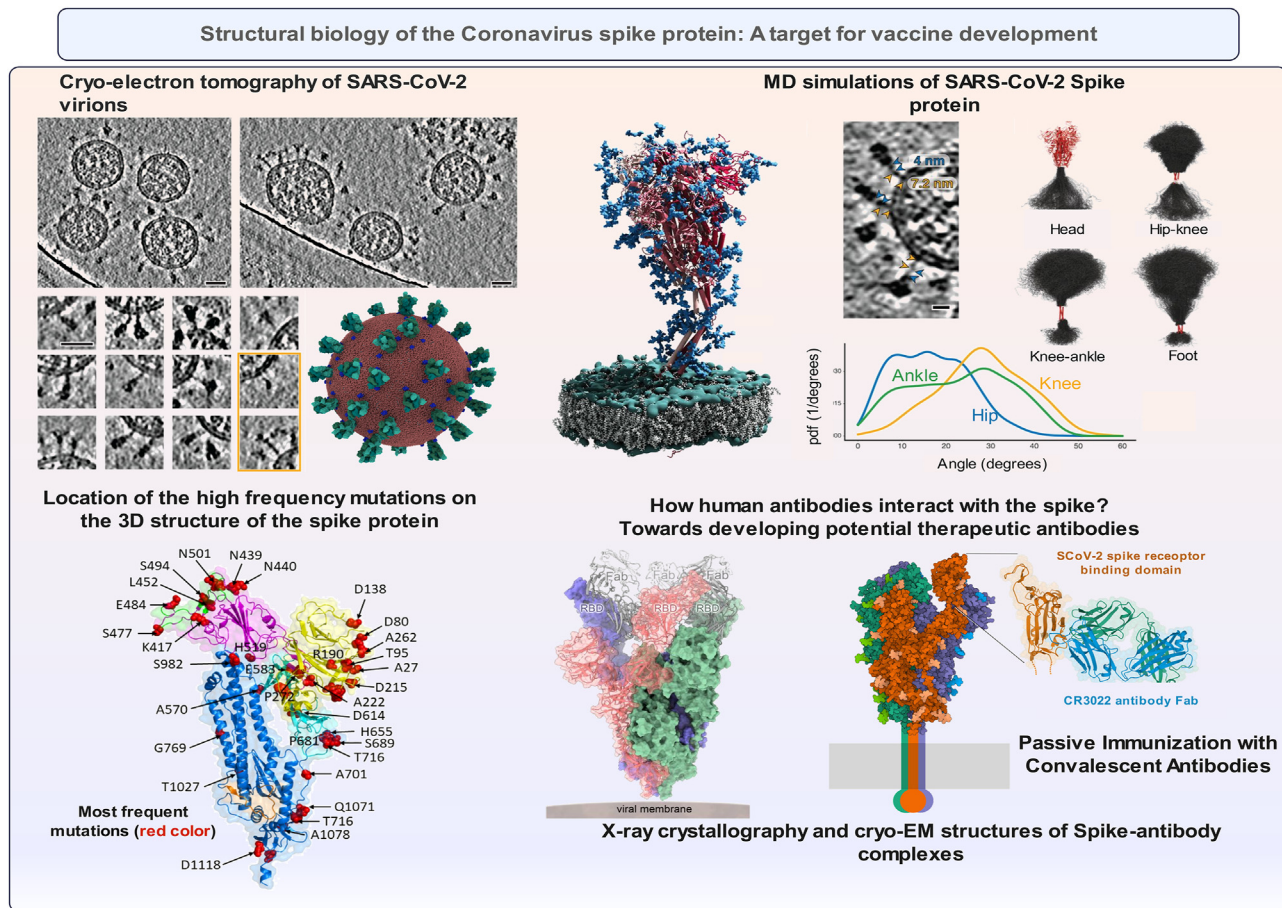 Structural biology of the Coronavirus spike protein: A target for vaccine development
Cryo-electron tomography of SARS-CoV-2
virions
MD simulations of SARS-CoV-2 Spike
protein
4 nm
7.2 nm
Head
Hip-knee
Knee-ankle
Foot
pdf (1/degrees)
Ankle
Knee
Hip
0
10
20
30
40
50
60
Angle (degrees)
Location of the high frequency mutations on
the 3D structure of the spike protein
N501
N439
S494
N440
L452
E484
S477
K417
S982
H519
A570
G769
T1027
D1118
D138
D80
A262
R190
T95
A27
E583
P272
D215
A222
D614
H655
P681
S689
T716
A701
Q1071
T716
A1078
Most frequent
mutations (red color)
How human antibodies interact with the spike?
Towards developing potential therapeutic antibodies
Fab
Fab
Fab
RBD
RBD
RBD
viral membrane
SCoV-2 spike receoptor
binding domain
CR3022 antibody Fab
Passive Immunization with
Convalescent Antibodies
X-ray crystallography and cryo-EM structures of Spike-antibody
complexes